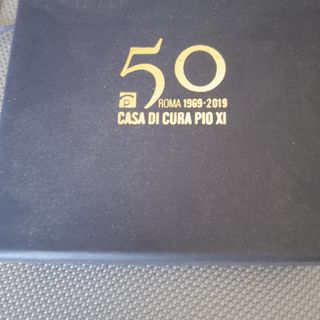 50
ROMA 1969-2019
P
CASA DI CURA PIO XI